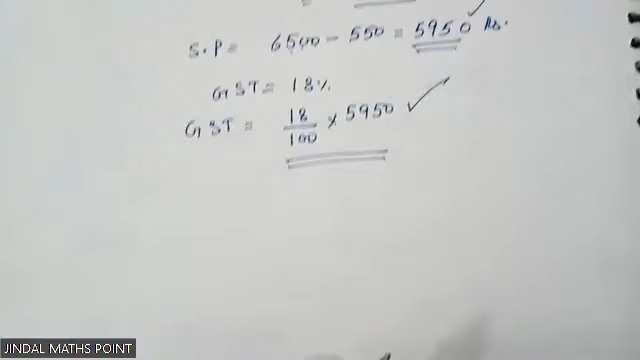 S.P = 6500 - 550 = 5950 Rs.
GST = 18%
GST = 18/100 × 5950
JINDAL MATHS POINT